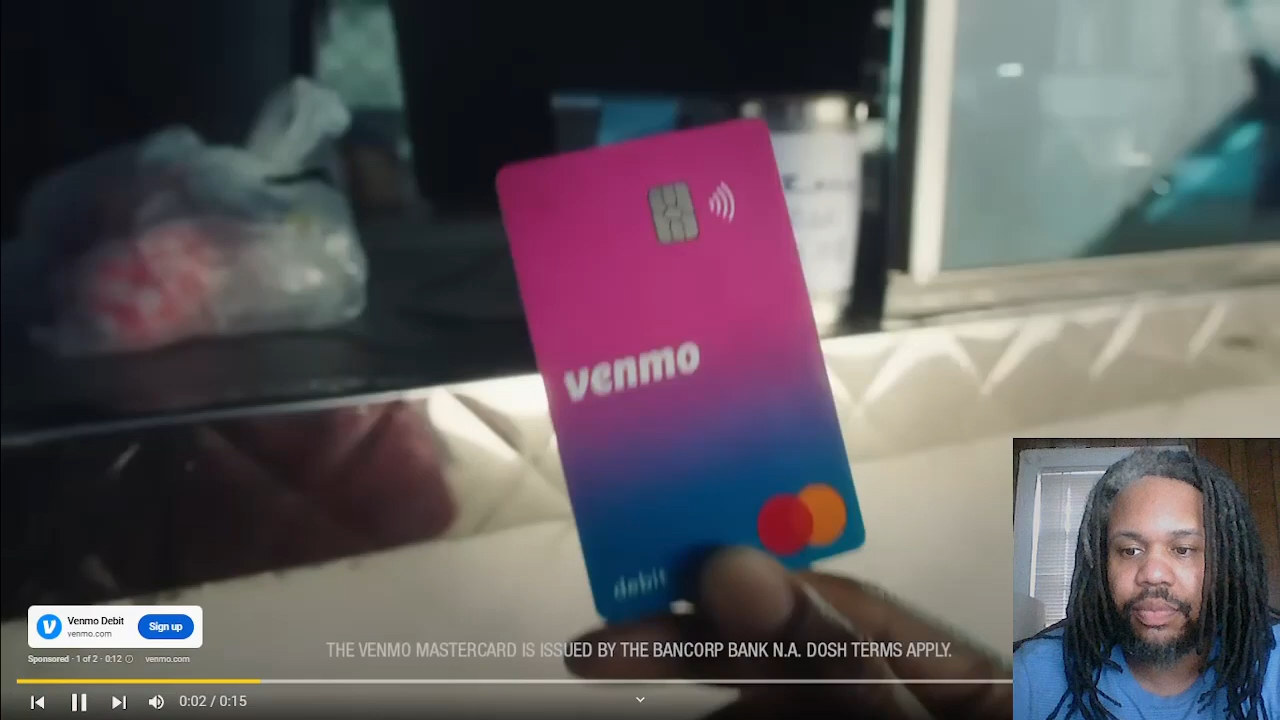 venmo
debit
Venmo Debit
venmo.com
Sign up
THE VENMO MASTERCARD IS ISSUED BY THE BANCORP BANK N.A. DOSH TERMS APPLY.
Sponsored · 1 of 2 · 0:12
venmo.com
0:02 / 0:15